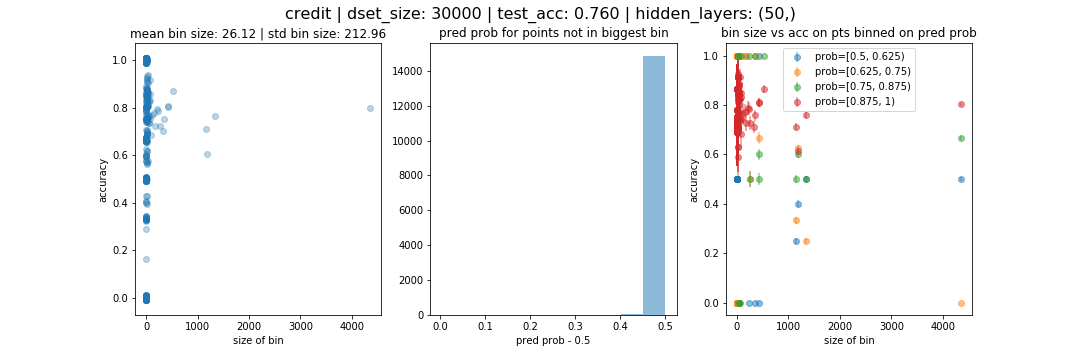 credit | dset_size: 30000 | test_acc: 0.760 | hidden_layers: (50,)
mean bin size: 26.12 | std bin size: 212.96
accuracy
1.0
0.8
0.6
0.4
0.2
0.0
0
1000
2000
3000
4000
size of bin
pred prob for points not in biggest bin
14000
12000
10000
8000
6000
4000
2000
0
0.0
0.1
0.2
0.3
0.4
0.5
pred prob - 0.5
bin size vs acc on pts binned on pred prob
prob=[0.5, 0.625)
prob=[0.625, 0.75)
prob=[0.75, 0.875)
prob=[0.875, 1)
accuracy
1.0
0.8
0.6
0.4
0.2
0.0
0
1000
2000
3000
4000
size of bin